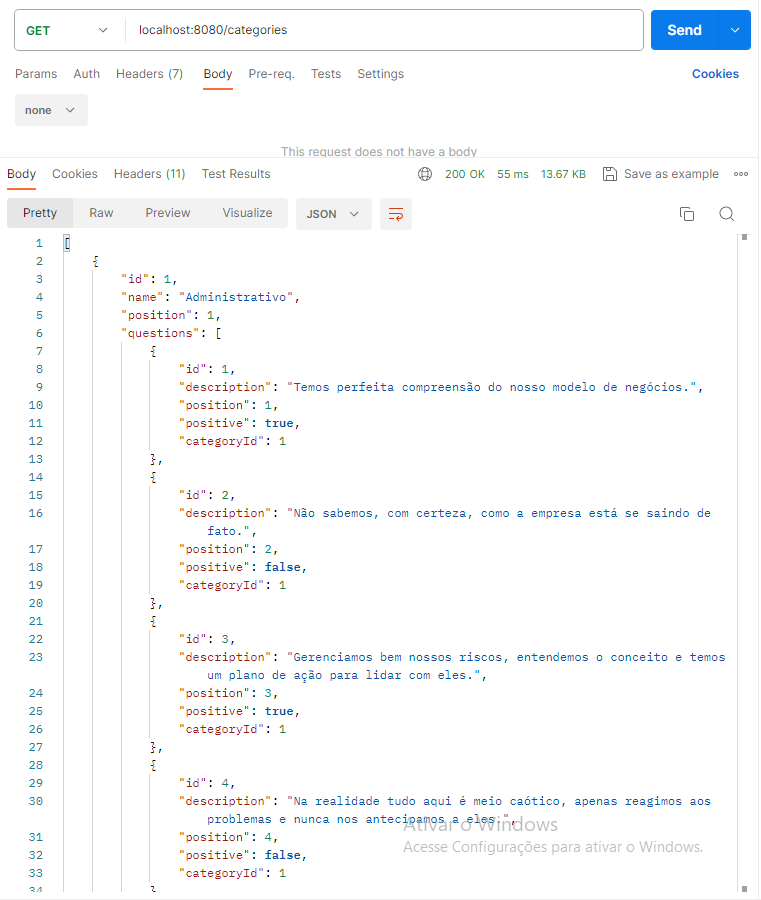 GET localhost:8080/categories Send
Params Auth Headers (7) Body Pre-req. Tests Settings Cookies
none
This request does not have a body
Body Cookies Headers (11) Test Results 200 OK 55 ms 13.67 KB Save as example
Pretty Raw Preview Visualize JSON
1 [
2 {
3 "id": 1,
4 "name": "Administrativo",
5 "position": 1,
6 "questions": [
7 {
8 "id": 1,
9 "description": "Temos perfeita compreensão do nosso modelo de negócios.",
10 "position": 1,
11 "positive": true,
12 "categoryId": 1
13 },
14 {
15 "id": 2,
16 "description": "Não sabemos, com certeza, como a empresa está se saindo de
fato.",
17 "position": 2,
18 "positive": false,
19 "categoryId": 1
20 },
21 {
22 "id": 3,
23 "description": "Gerenciamos bem nossos riscos, entendemos o conceito e temos
um plano de ação para lidar com eles.",
24 "position": 3,
25 "positive": true,
26 "categoryId": 1
27 },
28 {
29 "id": 4,
30 "description": "Na realidade tudo aqui é meio caótico, apenas reagimos aos
problemas e nunca nos antecipamos a eles.",
Ativar o Windows
31 "position": 4,
32 "positive": false,
Acesse Configurações para ativar o Windows.
33 "categoryId": 1
34 }